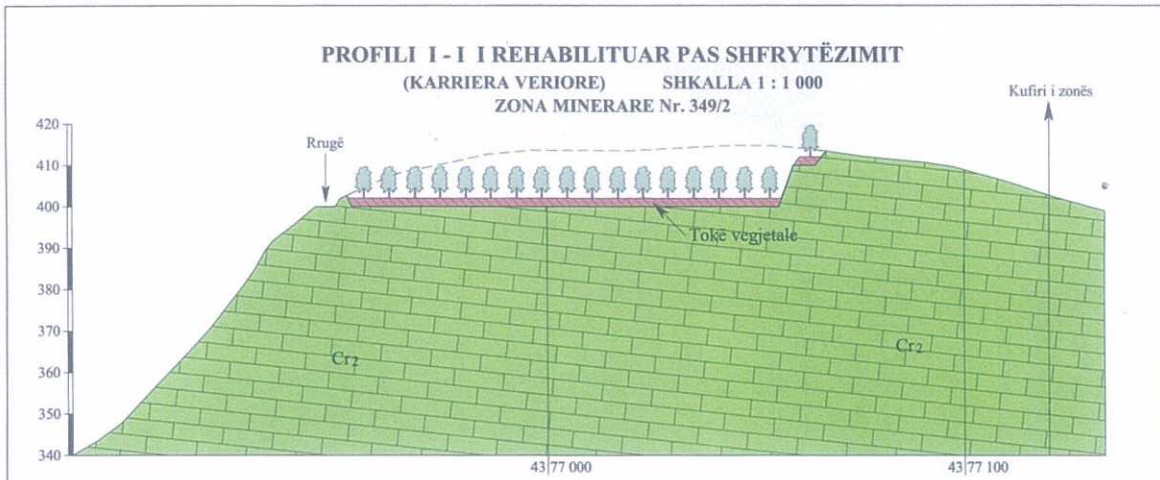 PROFILI I - I I REHABILITUAR PAS SHFRYTËZIMIT
(KARRIERA VERIORE) SHKALLA 1 : 1 000
ZONA MINERARE Nr. 349/2
Kufiri i zonës
Rrugë
420
410
400
390
380
370
360
350
340
Tokë vegjetale
Cr2
Cr2
43 77 000
43 77 100